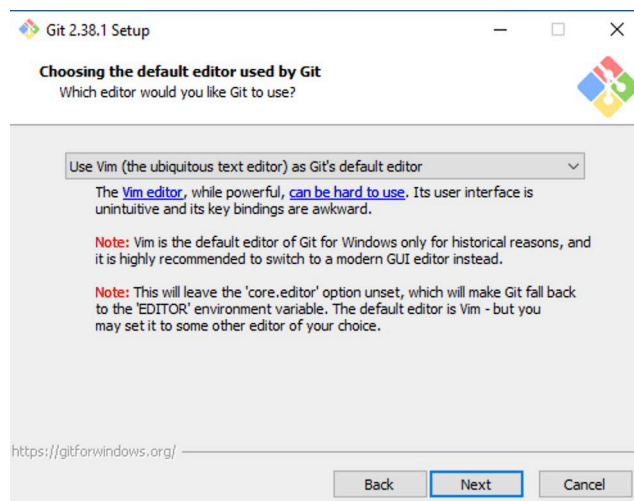 Git 2.38.1 Setup
Choosing the default editor used by Git
Which editor would you like Git to use?
Use Vim (the ubiquitous text editor) as Git's default editor
The Vim editor, while powerful, can be hard to use. Its user interface is
unintuitive and its key bindings are awkward.
Note: Vim is the default editor of Git for Windows only for historical reasons, and
it is highly recommended to switch to a modern GUI editor instead.
Note: This will leave the 'core.editor' option unset, which will make Git fall back
to the 'EDITOR' environment variable. The default editor is Vim - but you
may set it to some other editor of your choice.
https://gitforwindows.org/
Back Next Cancel